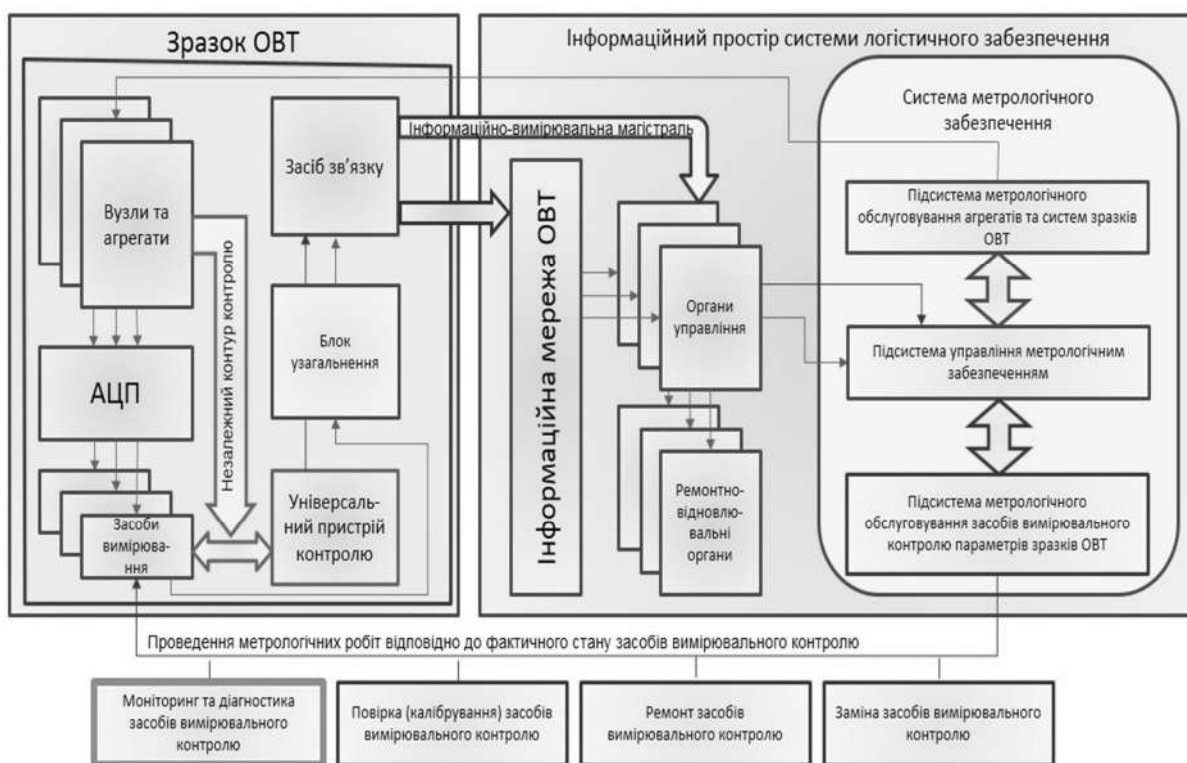 Зразок ОВТ
Вузли та
агрегати
АЦП
Засоби
вимірюва-
ння
Незалежний контур контролю
Засіб зв’язку
Блок
узагальнення
Універсаль-
ний пристрій
контролю
Інформаційний простір системи логістичного забезпечення
Інформаційно-вимірювальна магістраль
Інформаційна мережа ОВТ
Органи
управління
Ремонтно-
відновлю-
вальні
органи
Система метрологічного
забезпечення
Підсистема метрологічного
обслуговування агрегатів та систем зразків
ОВТ
Підсистема управління метрологічним
забезпеченням
Підсистема метрологічного
обслуговування засобів вимірювального
контролю параметрів зразків ОВТ
Проведення метрологічних робіт відповідно до фактичного стану засобів вимірювального контролю
Моніторинг та діагностика
засобів вимірювального
контролю
Повірка (калібрування) засобів
вимірювального контролю
Ремонт засобів
вимірювального контролю
Заміна засобів вимірювального
контролю